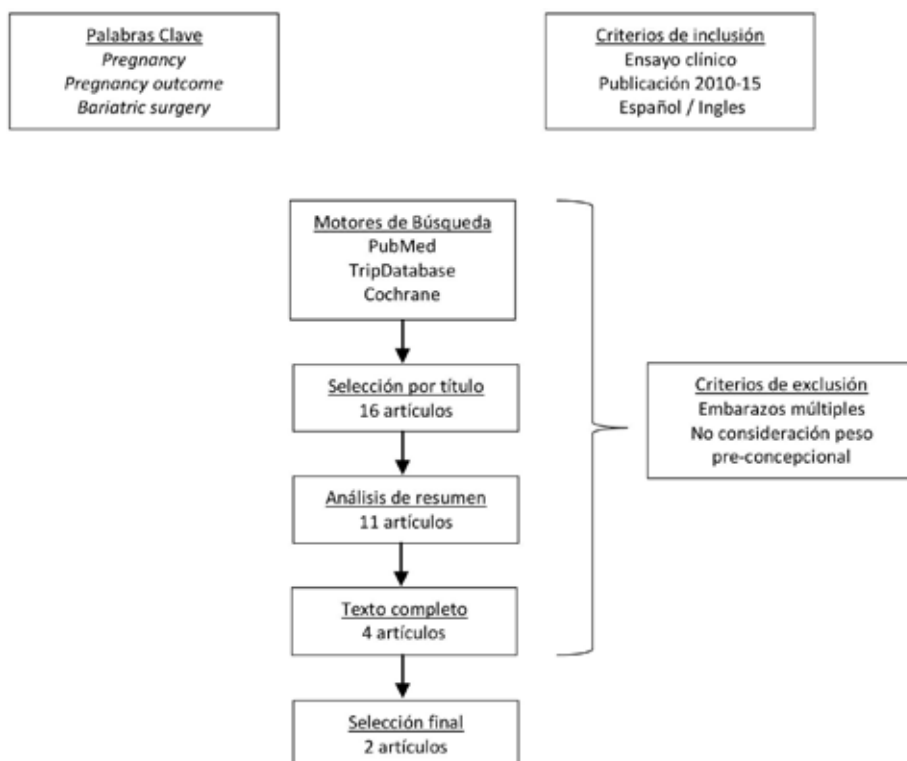 Palabras Clave
Pregnancy
Pregnancy outcome
Bariatric surgery
Criterios de inclusión
Ensayo clínico
Publicación 2010-15
Español / Ingles
Motores de Búsqueda
PubMed
TripDatabase
Cochrane
Selección por título
16 artículos
Análisis de resumen
11 artículos
Texto completo
4 artículos
Selección final
2 artículos
Criterios de exclusión
Embarazos múltiples
No consideración peso
pre-concepcional